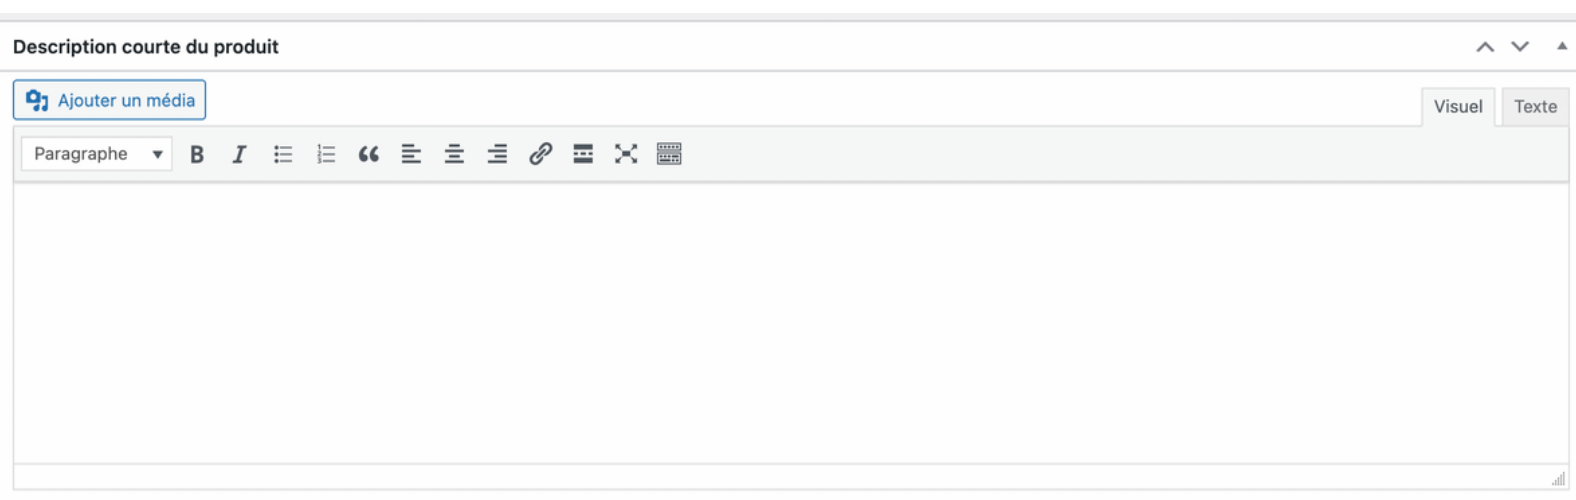 Description courte du produit
Ajouter un média
Visuel Texte
Paragraphe